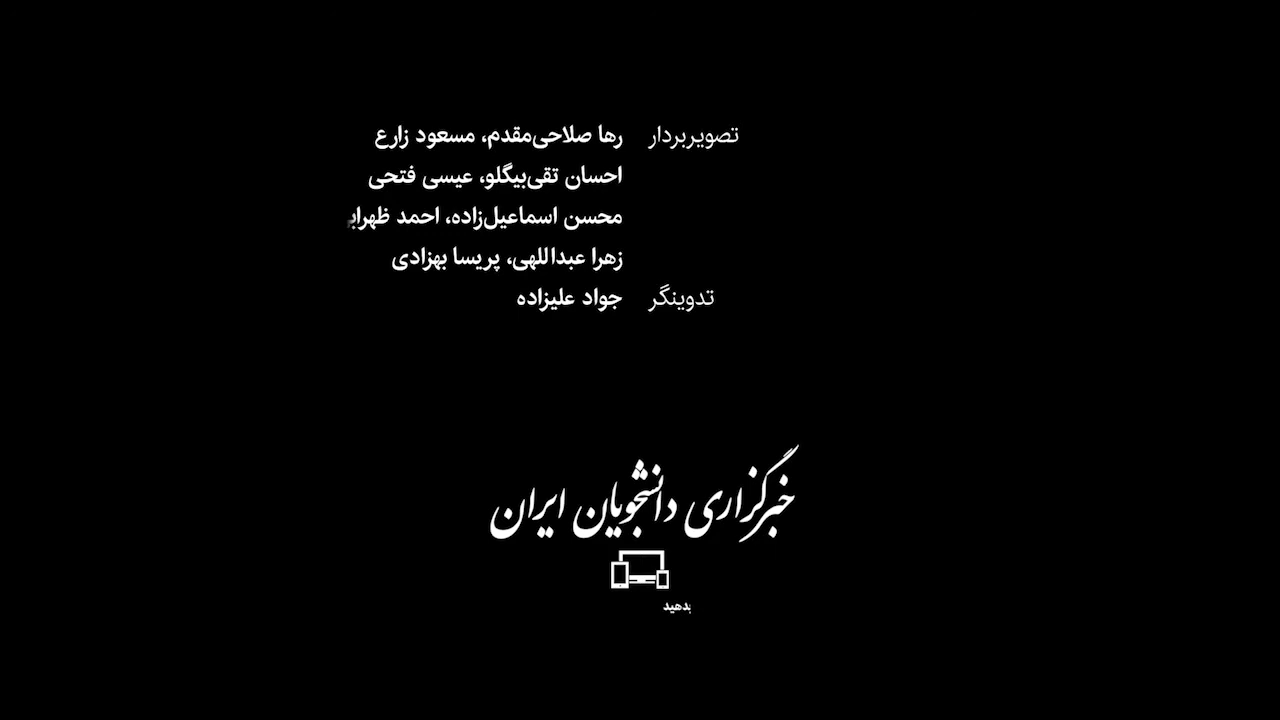 تصویربردار رها صلاحی‌مقدم، مسعود زارع
احسان تقی‌بیگلو، عیسی فتحی
محسن اسماعیل‌زاده، احمد
زهرا عبداللهی، پریسا بهزادی
تدوینگر جواد علیزاده
خبرگزاری دانشجویان ایران
بدهید